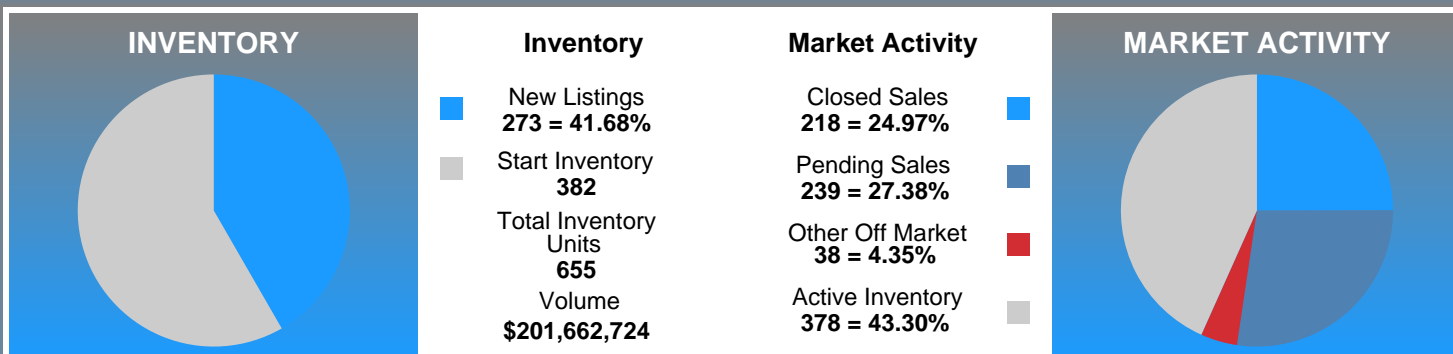 INVENTORY
Inventory
New Listings
273 = 41.68%
Start Inventory
382
Total Inventory
Units
655
Volume
$201,662,724
Market Activity
Closed Sales
218 = 24.97%
Pending Sales
239 = 27.38%
Other Off Market
38 = 4.35%
Active Inventory
378 = 43.30%
MARKET ACTIVITY